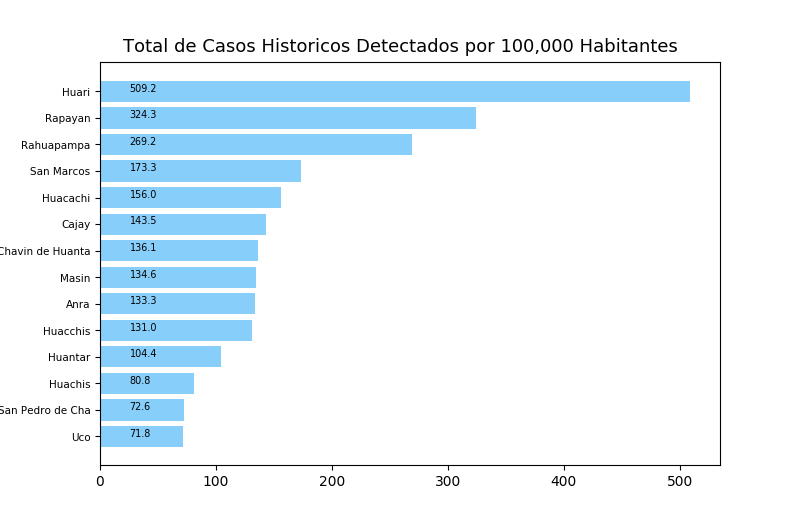 Total de Casos Historicos Detectados por 100,000 Habitantes
Huari 509.2
Rapayan 324.3
Rahuapampa 269.2
San Marcos 173.3
Huacachi 156.0
Cajay 143.5
Chavin de Huanta 136.1
Masin 134.6
Anra 133.3
Huacchis 131.0
Huantar 104.4
Huachis 80.8
San Pedro de Cha 72.6
Uco 71.8
0 100 200 300 400 500